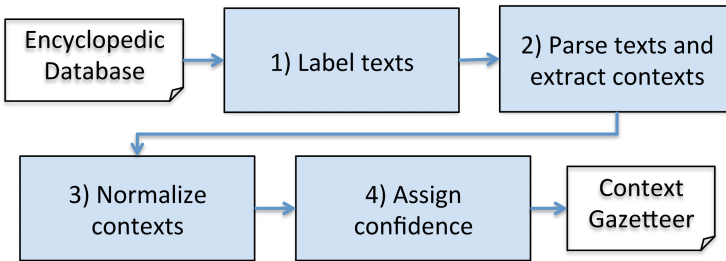 Encyclopedic
Database
1) Label texts
2) Parse texts and
extract contexts
3) Normalize
contexts
4) Assign
confidence
Context
Gazetteer